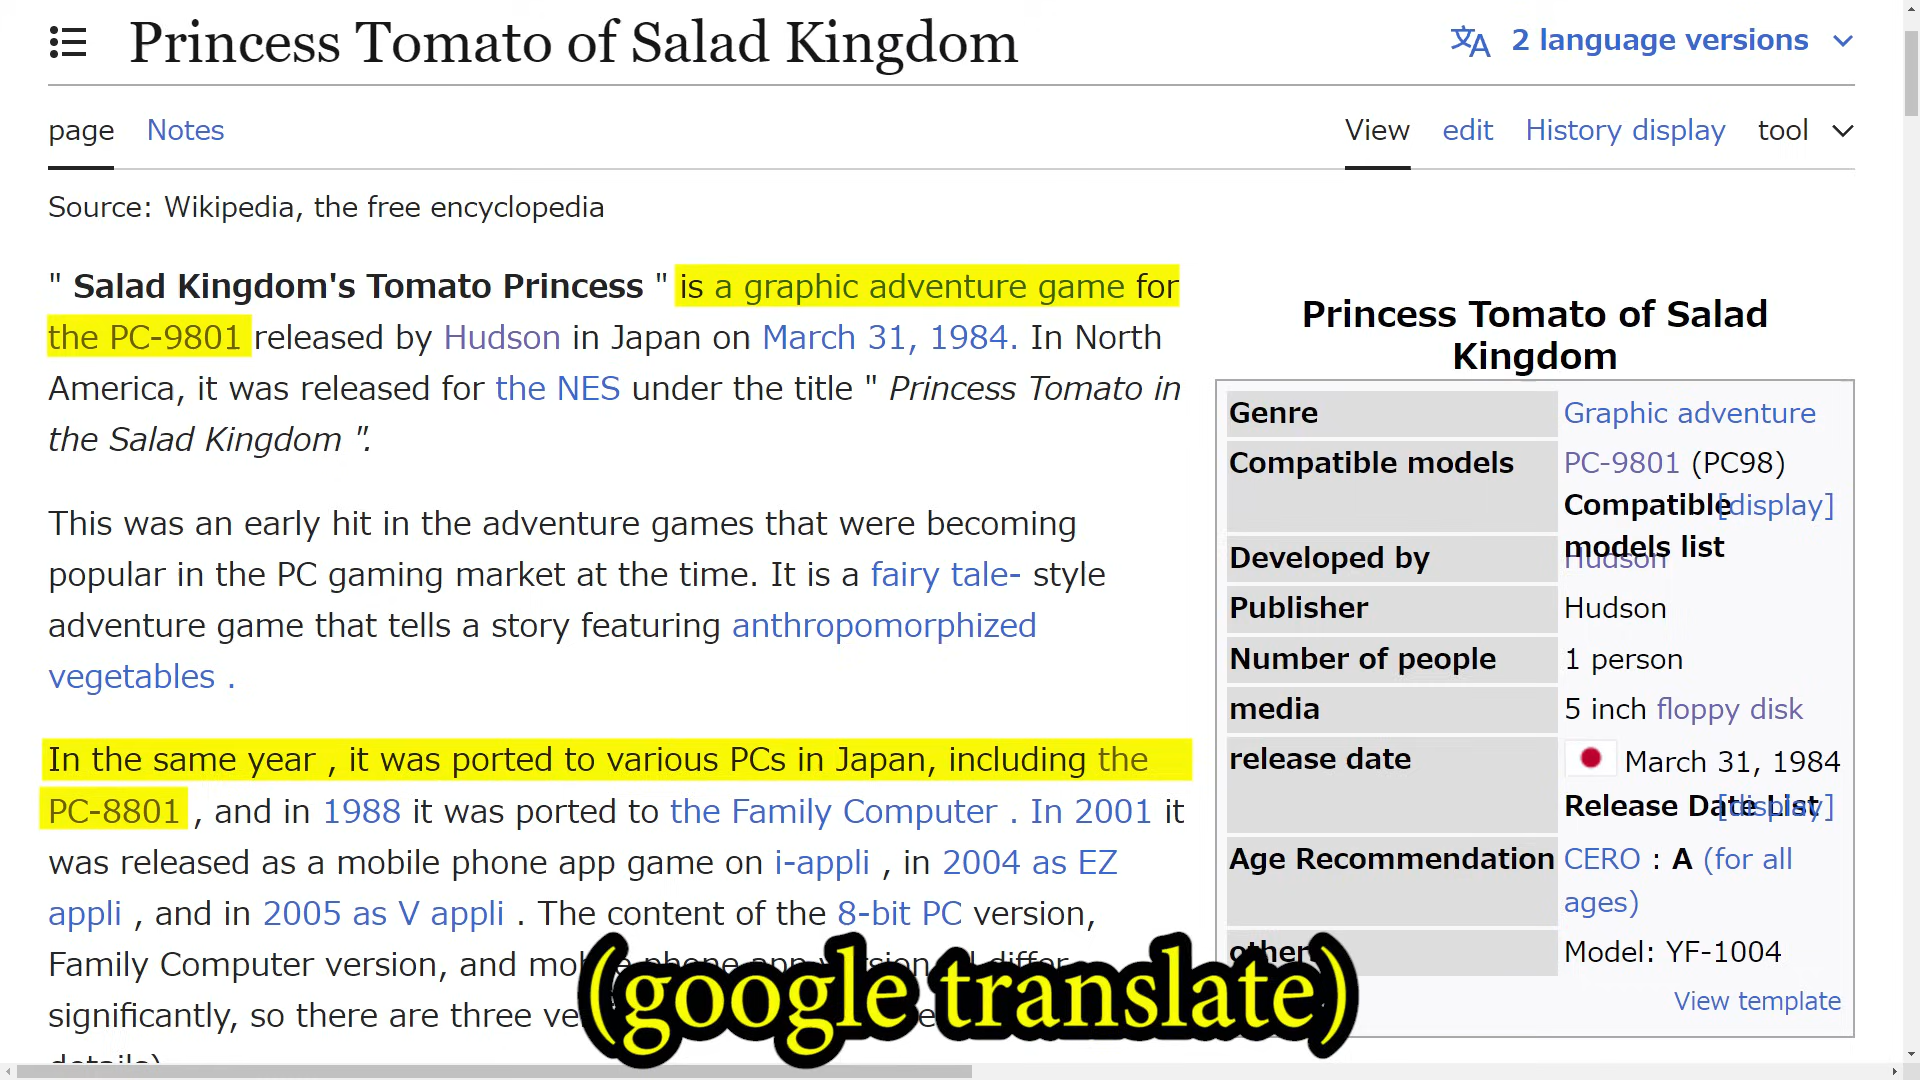 Princess Tomato of Salad Kingdom
2 language versions
page Notes
View edit History display tool
Source: Wikipedia, the free encyclopedia
" Salad Kingdom's Tomato Princess " is a graphic adventure game for
the PC-9801 released by Hudson in Japan on March 31, 1984. In North
America, it was released for the NES under the title " Princess Tomato in
the Salad Kingdom ".
This was an early hit in the adventure games that were becoming
popular in the PC gaming market at the time. It is a fairy tale- style
adventure game that tells a story featuring anthropomorphized
vegetables .
In the same year , it was ported to various PCs in Japan, including the
PC-8801 , and in 1988 it was ported to the Family Computer . In 2001 it
was released as a mobile phone app game on i-appli , in 2004 as EZ
appli , and in 2005 as V appli . The content of the 8-bit PC version,
Family Computer version, and mobile phone app version all differ
significantly, so there are three
details)
Princess Tomato of Salad
Kingdom
Genre Graphic adventure
Compatible models PC-9801 (PC98)
Compatible [display]
models list
Developed by Hudson
Publisher Hudson
Number of people 1 person
media 5 inch floppy disk
release date March 31, 1984
Release Date List [display]
Age Recommendation CERO : A (for all
ages)
other Model: YF-1004
View template
(google translate)